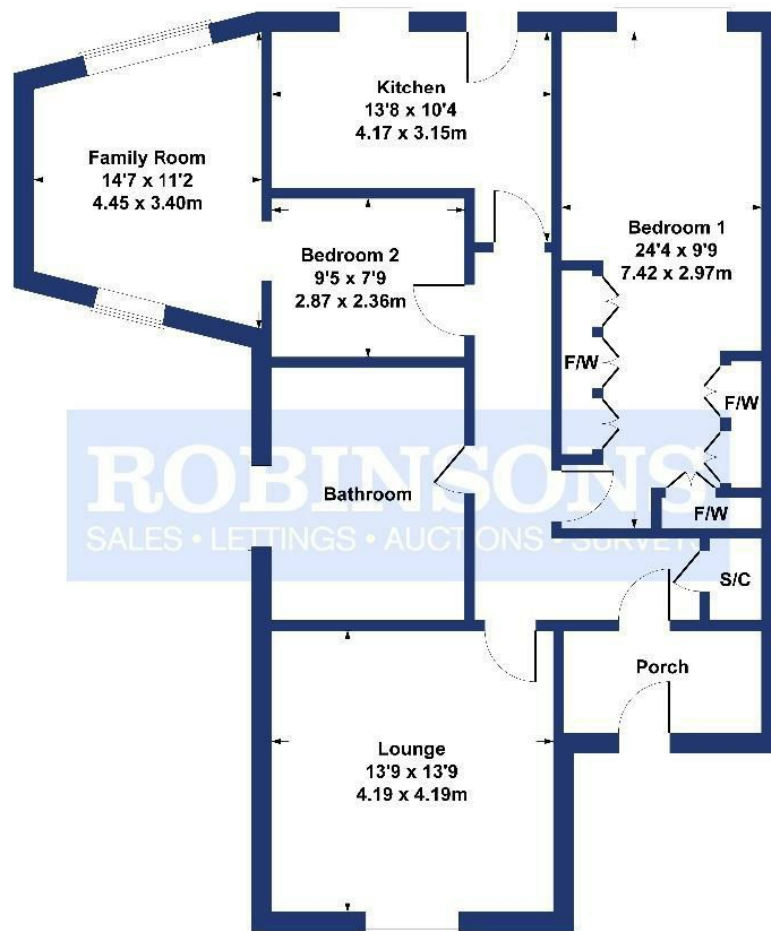 Kitchen
13'8 x 10'4
4.17 x 3.15m
Family Room
14'7 x 11'2
4.45 x 3.40m
Bedroom 1
24'4 x 9'9
7.42 x 2.97m
Bedroom 2
9'5 x 7'9
2.87 x 2.36m
F/W
F/W
F/W
ROBINSONS
SALES • LETTINGS • AUCTIONS • SURVEYS
Bathroom
S/C
Porch
Lounge
13'9 x 13'9
4.19 x 4.19m